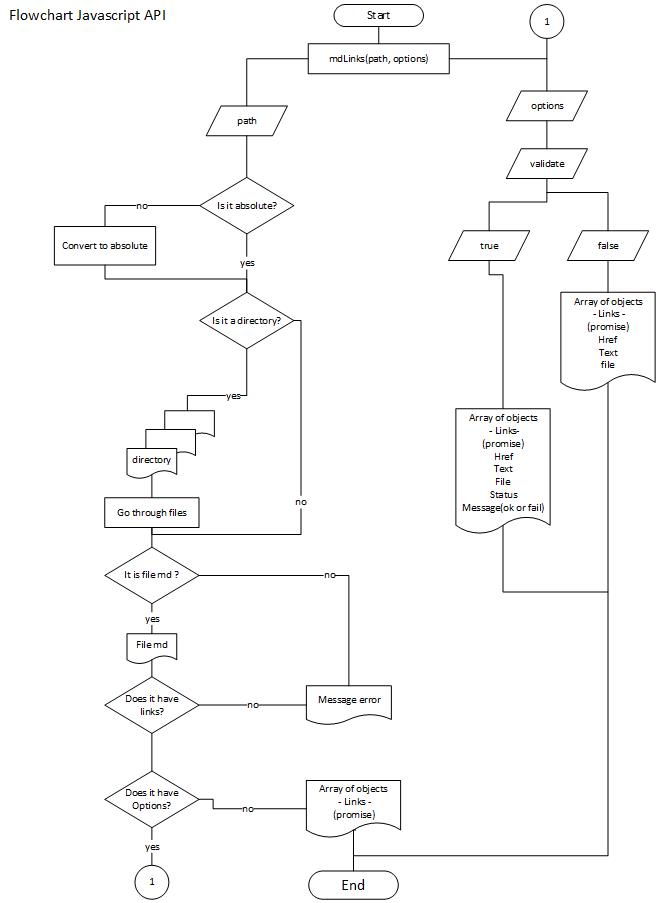 Flowchart Javascript API
Start
1
mdLinks(path, options)
path
options
validate
Is it absolute?
no
Convert to absolute
yes
true
false
Is it a directory?
Array of objects
- Links -
(promise)
Href
Text
file
yes
directory
Array of objects
- Links-
(promise)
Href
Text
File
Status
Message(ok or fail)
no
Go through files
It is file md ?
no
yes
File md
Does it have
links?
no
Message error
Does it have
Options?
no
Array of objects
- Links -
(promise)
yes
1
End